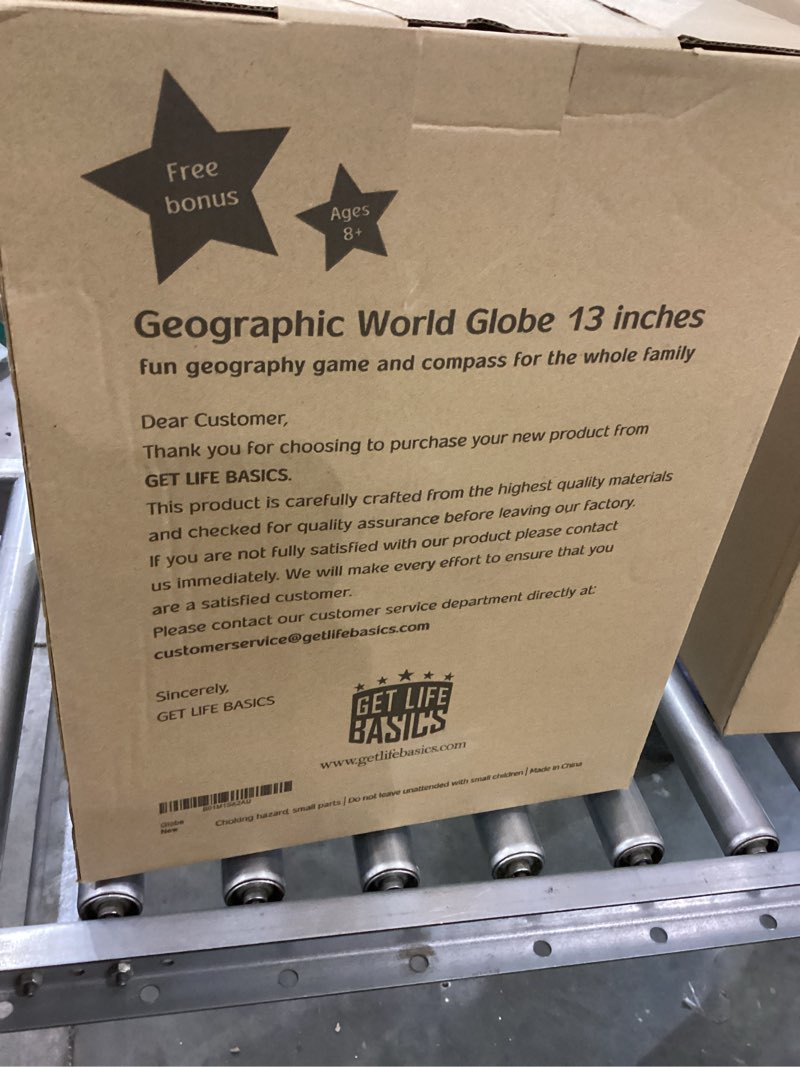 Free
bonus
Ages
8+
Geographic World Globe 13 inches
fun geography game and compass for the whole family
Dear Customer,
Thank you for choosing to purchase your new product from
GET LIFE BASICS.
This product is carefully crafted from the highest quality materials
and checked for quality assurance before leaving our factory.
If you are not fully satisfied with our product please contact
us immediately. We will make every effort to ensure that you
are a satisfied customer.
Please contact our customer service department directly at:
customerservice@getlifebasics.com
Sincerely,
GET LIFE BASICS
GET LIFE
BASICS
www.getlifebasics.com
Globe
New
Choking hazard, small parts | Do not leave unattended with small children | Made in China